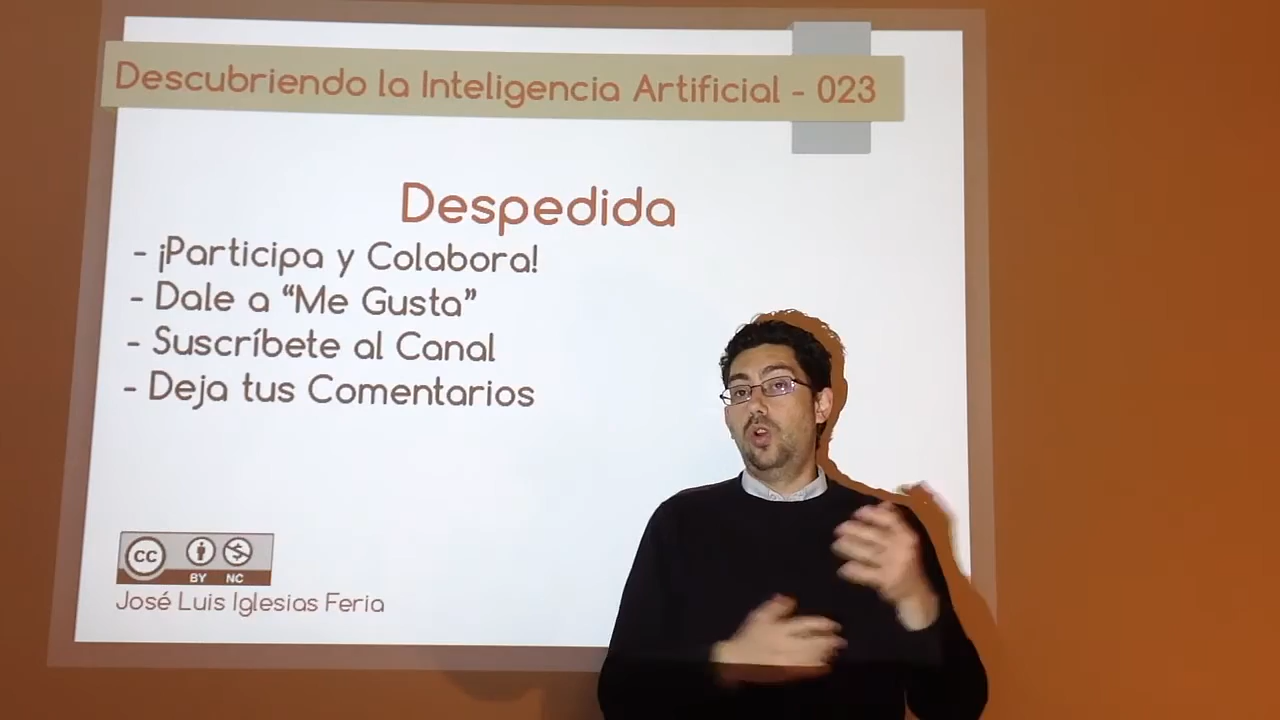 Descubriendo la Inteligencia Artificial - 023
Despedida
- ¡Participa y Colabora!
- Dale a “Me Gusta”
- Suscríbete al Canal
- Deja tus Comentarios
CC BY NC
José Luis Iglesias Feria